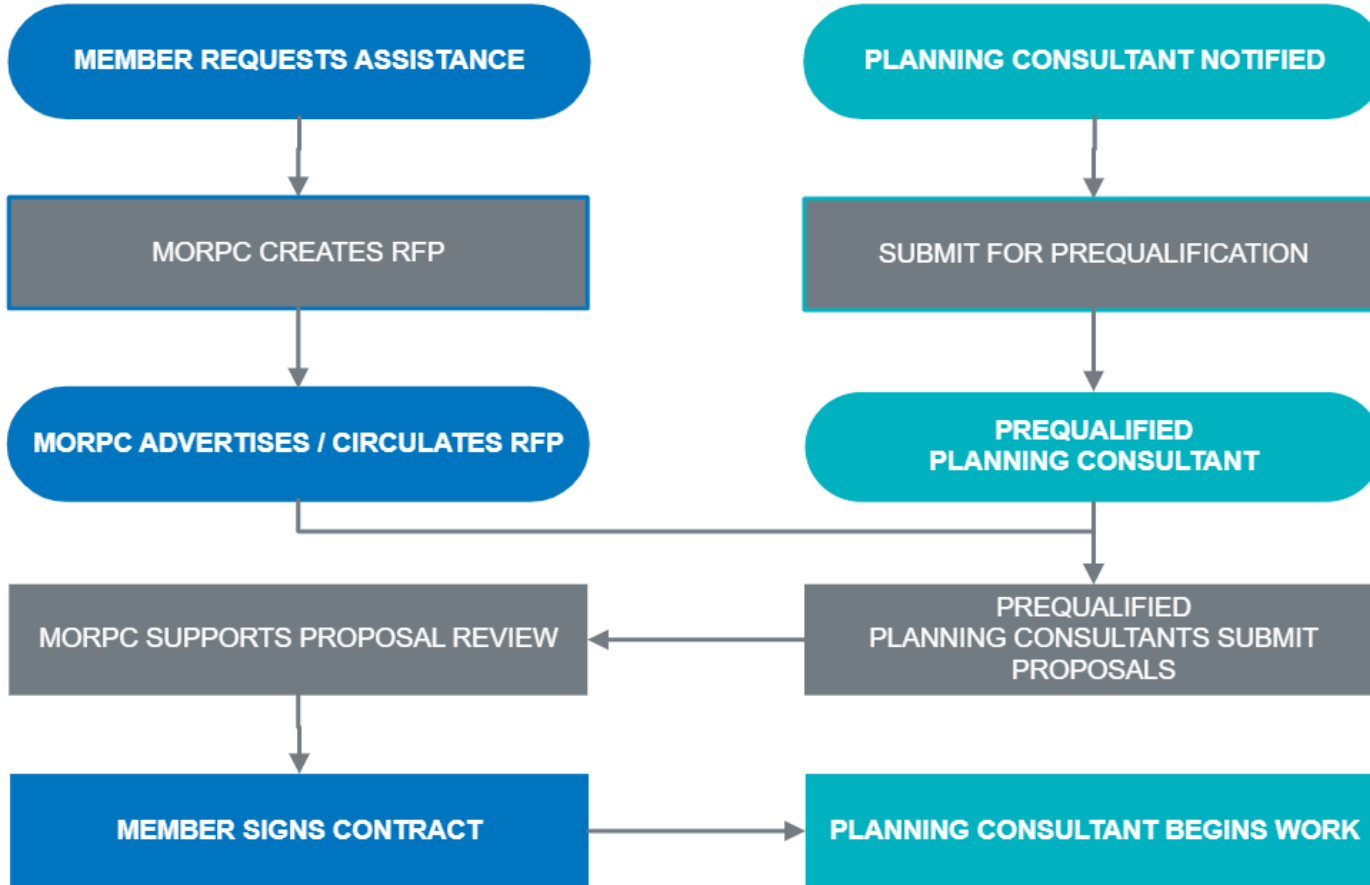 MEMBER REQUESTS ASSISTANCE
PLANNING CONSULTANT NOTIFIED
MORPC CREATES RFP
SUBMIT FOR PREQUALIFICATION
MORPC ADVERTISES / CIRCULATES RFP
PREQUALIFIED
PLANNING CONSULTANT
MORPC SUPPORTS PROPOSAL REVIEW
PREQUALIFIED
PLANNING CONSULTANTS SUBMIT
PROPOSALS
MEMBER SIGNS CONTRACT
PLANNING CONSULTANT BEGINS WORK